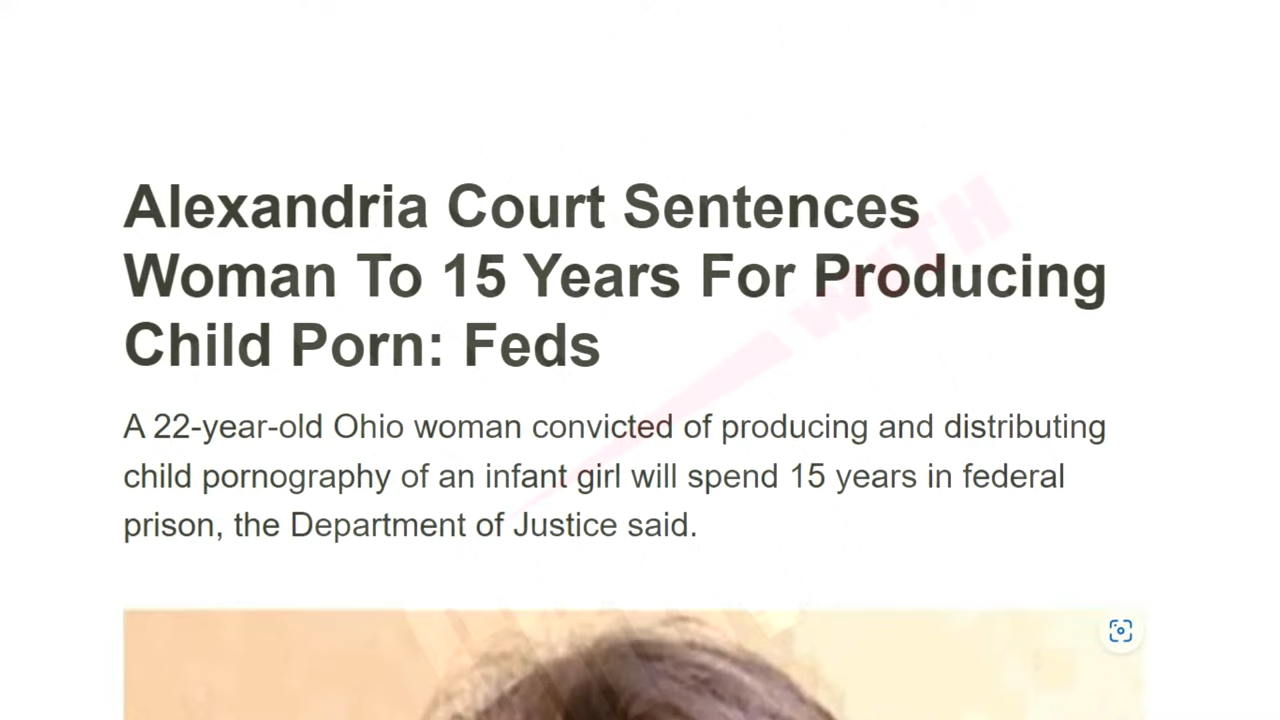 Alexandria Court Sentences
Woman To 15 Years For Producing
Child Porn: Feds
A 22-year-old Ohio woman convicted of producing and distributing
child pornography of an infant girl will spend 15 years in federal
prison, the Department of Justice said.
WITH